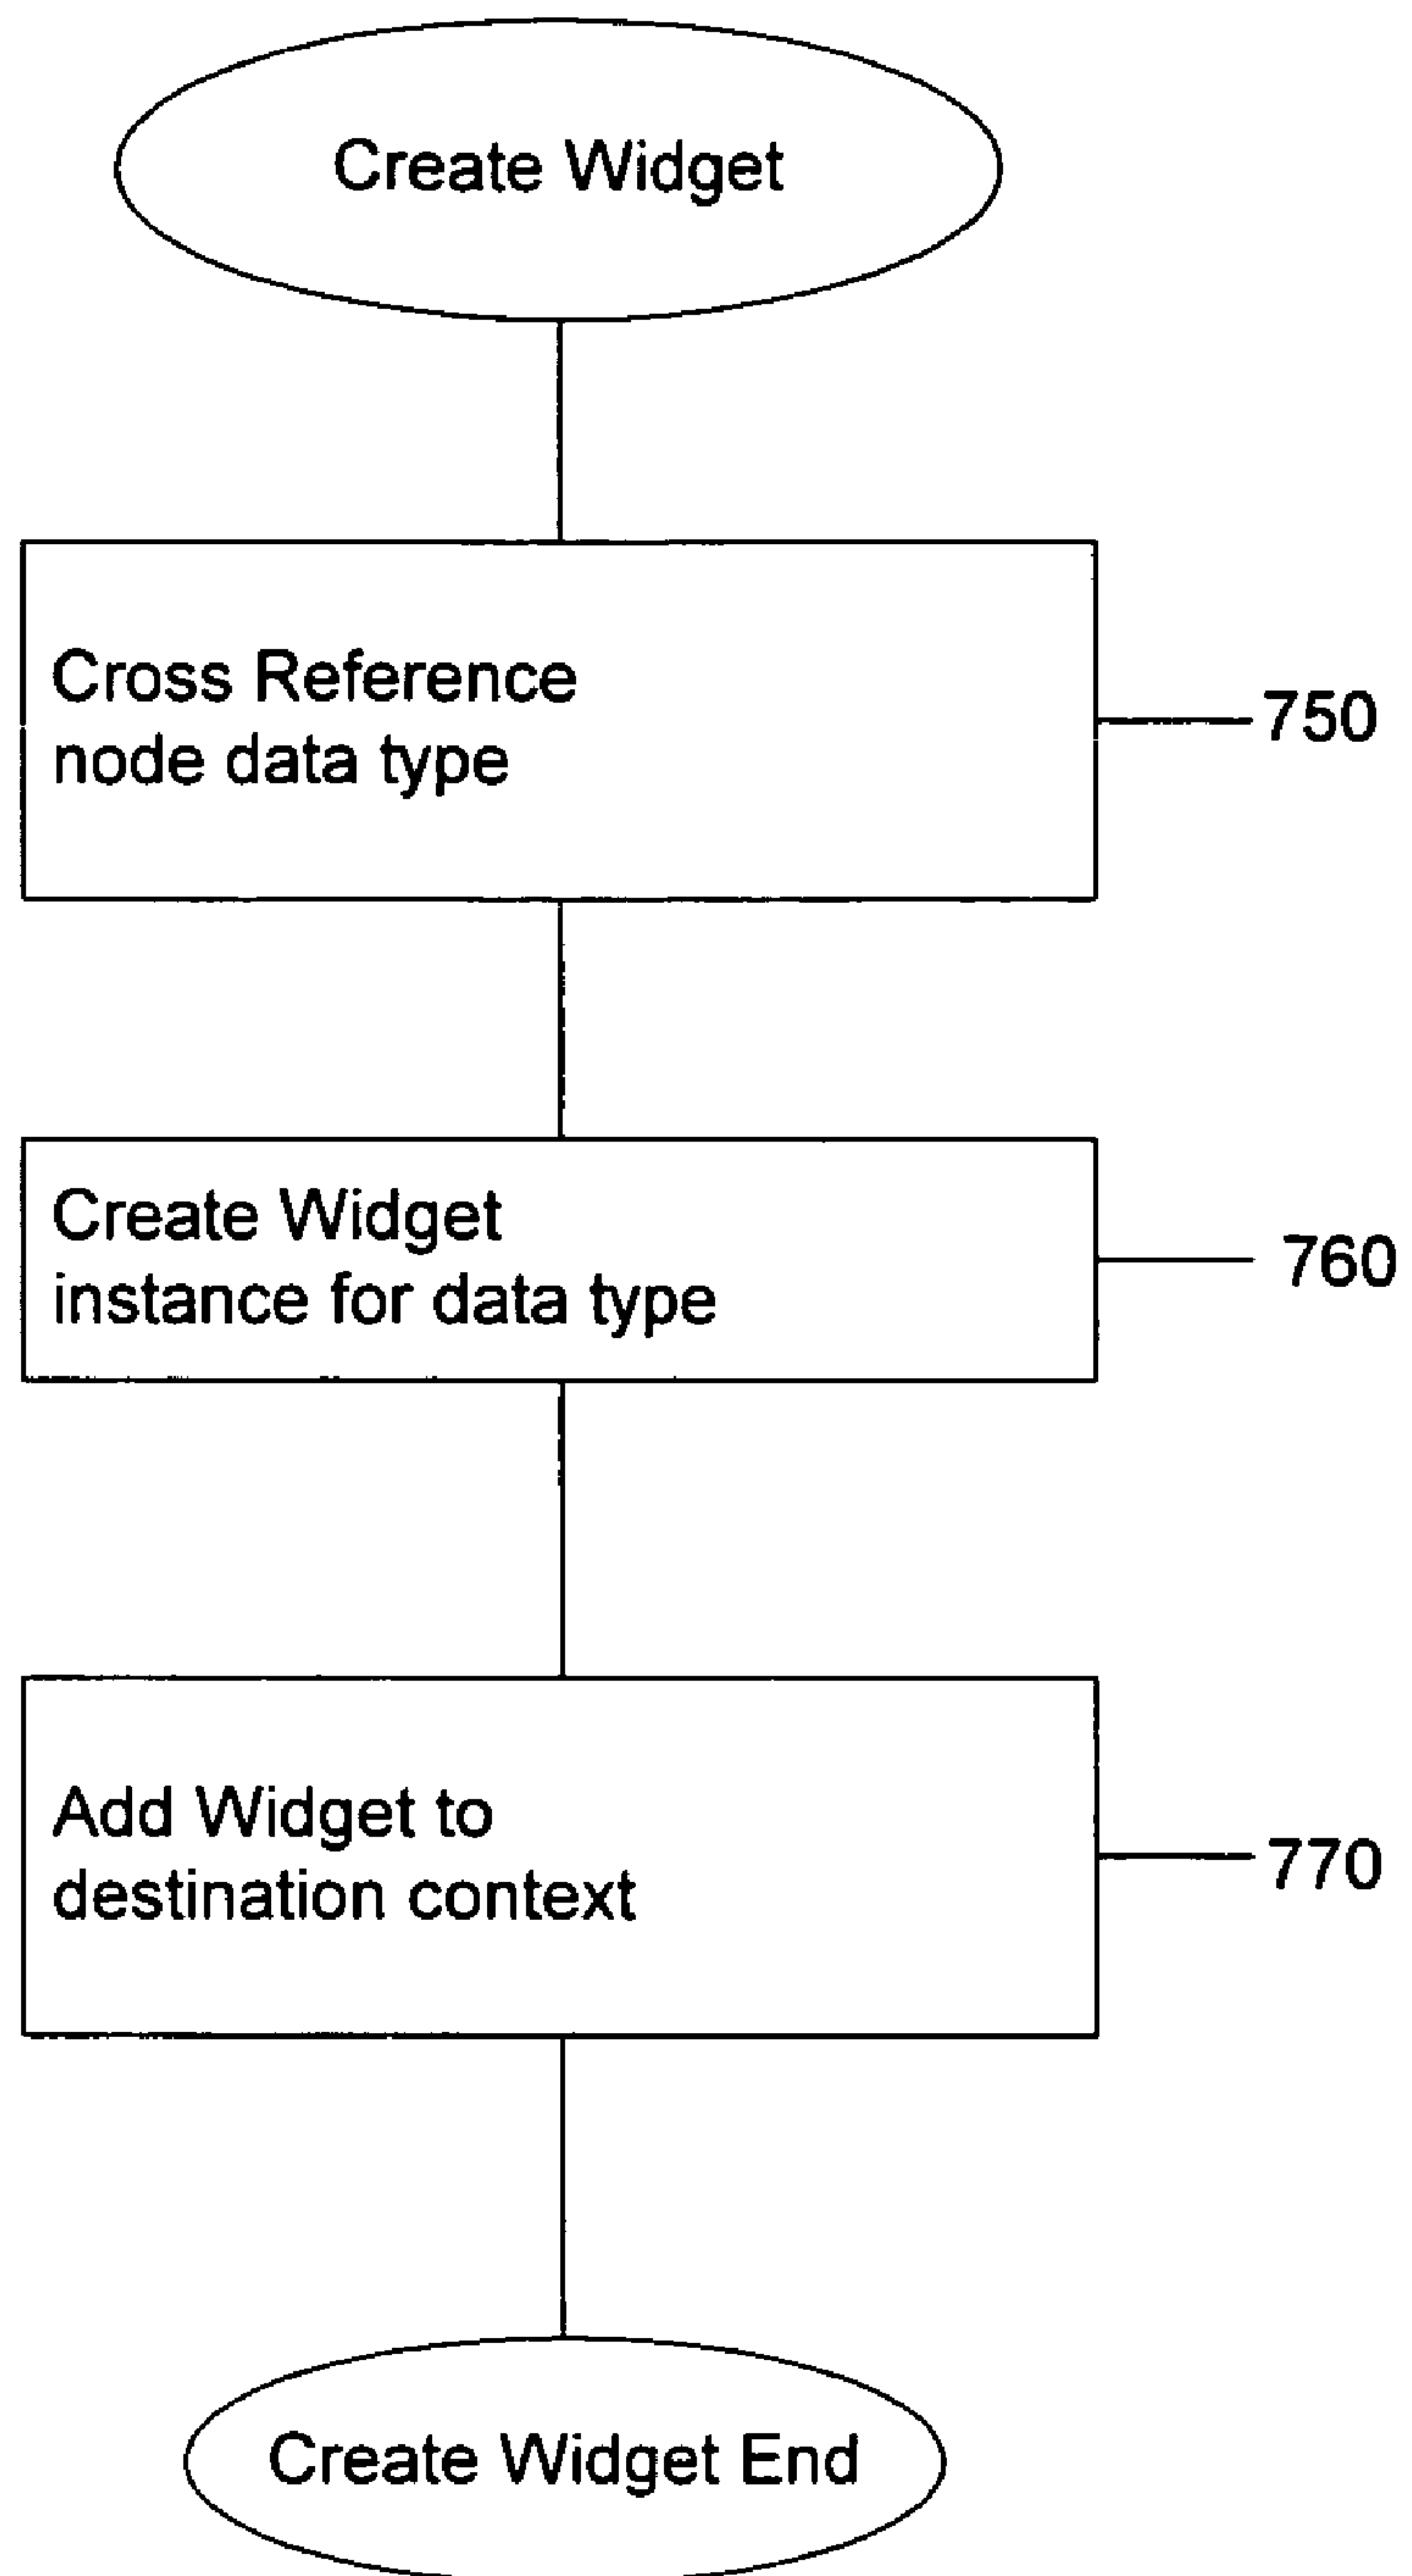 Create Widget
Cross Reference
node data type
750
Create Widget
instance for data type
760
Add Widget to
destination context
770
Create Widget End